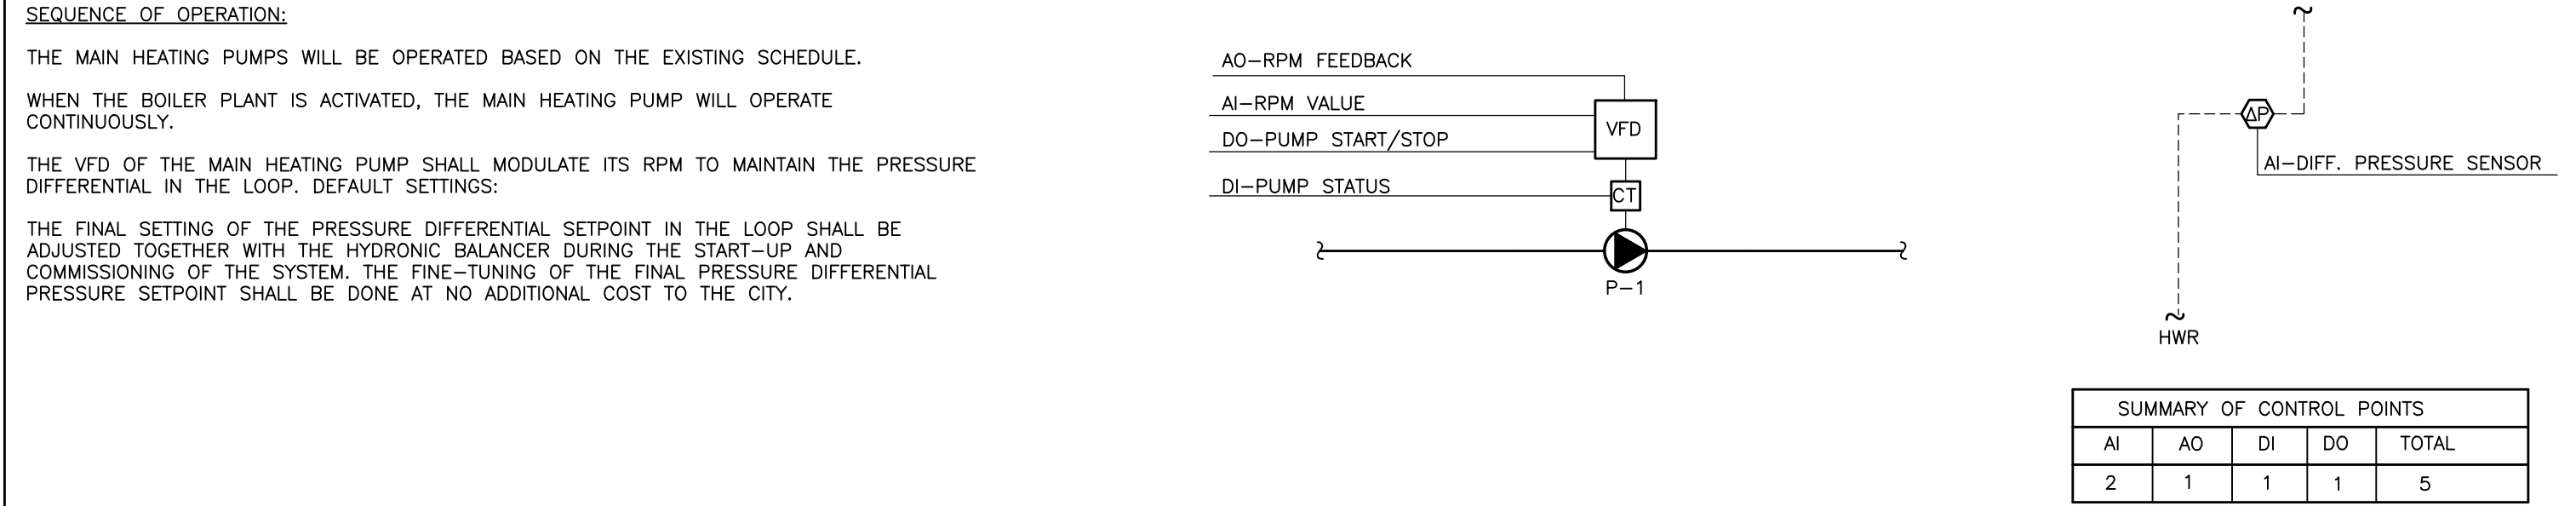 SEQUENCE OF OPERATION:
THE MAIN HEATING PUMPS WILL BE OPERATED BASED ON THE EXISTING SCHEDULE.
WHEN THE BOILER PLANT IS ACTIVATED, THE MAIN HEATING PUMP WILL OPERATE
CONTINUOUSLY.
THE VFD OF THE MAIN HEATING PUMP SHALL MODULATE ITS RPM TO MAINTAIN THE PRESSURE
DIFFERENTIAL IN THE LOOP. DEFAULT SETTINGS:
THE FINAL SETTING OF THE PRESSURE DIFFERENTIAL SETPOINT IN THE LOOP SHALL BE
ADJUSTED TOGETHER WITH THE HYDRONIC BALANCER DURING THE START-UP AND
COMMISSIONING OF THE SYSTEM. THE FINE-TUNING OF THE FINAL PRESSURE DIFFERENTIAL
PRESSURE SETPOINT SHALL BE DONE AT NO ADDITIONAL COST TO THE CITY.
AO-RPM FEEDBACK
AI-RPM VALUE
VFD
DO-PUMP START/STOP
DI-PUMP STATUS
CT
P-1
ΔP
AI-DIFF. PRESSURE SENSOR
HWR
SUMMARY OF CONTROL POINTS
AI AO DI DO TOTAL
2 1 1 1 5